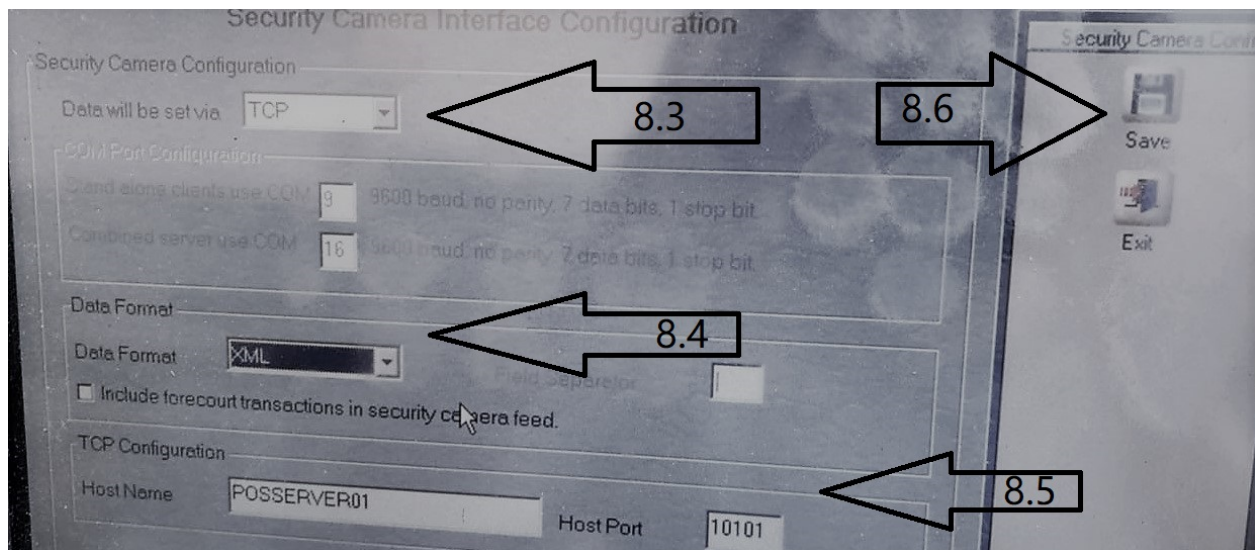 Security Camera Interface Configuration
Security Camera Configuration
Data will be set via TCP
8.3
COM Port Configuration
Stand alone clients use COM 9 9600 baud, no parity, 7 data bits, 1 stop bit.
Combined server use COM 16 9600 baud, no parity, 7 data bits, 1 stop bit.
Data Format
8.4
Data Format XML Field Separator
Include forecourt transactions in security camera feed.
TCP Configuration
8.5
Host Name POSSERVER01 Host Port 10101
Security Camera
8.6
Save
Exit